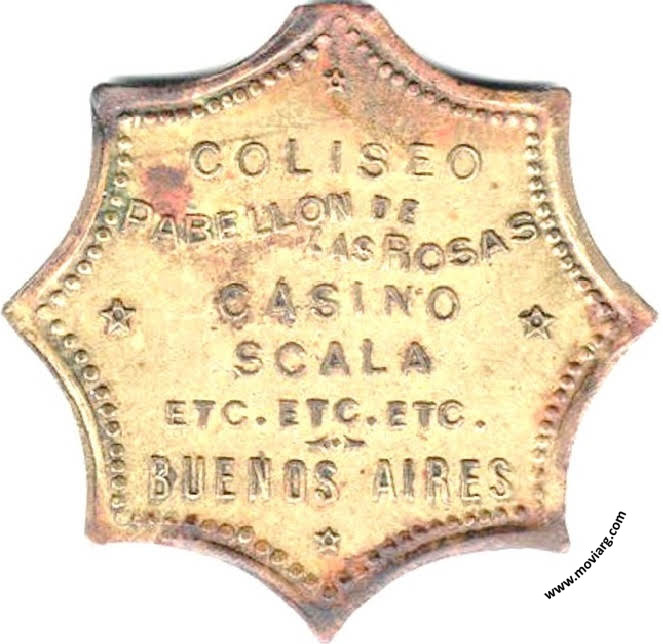 COLISEO
PABELLON DE
LAS ROSAS
CASINO
SCALA
ETC. ETC. ETC.
BUENOS AIRES
www.moviarg.com